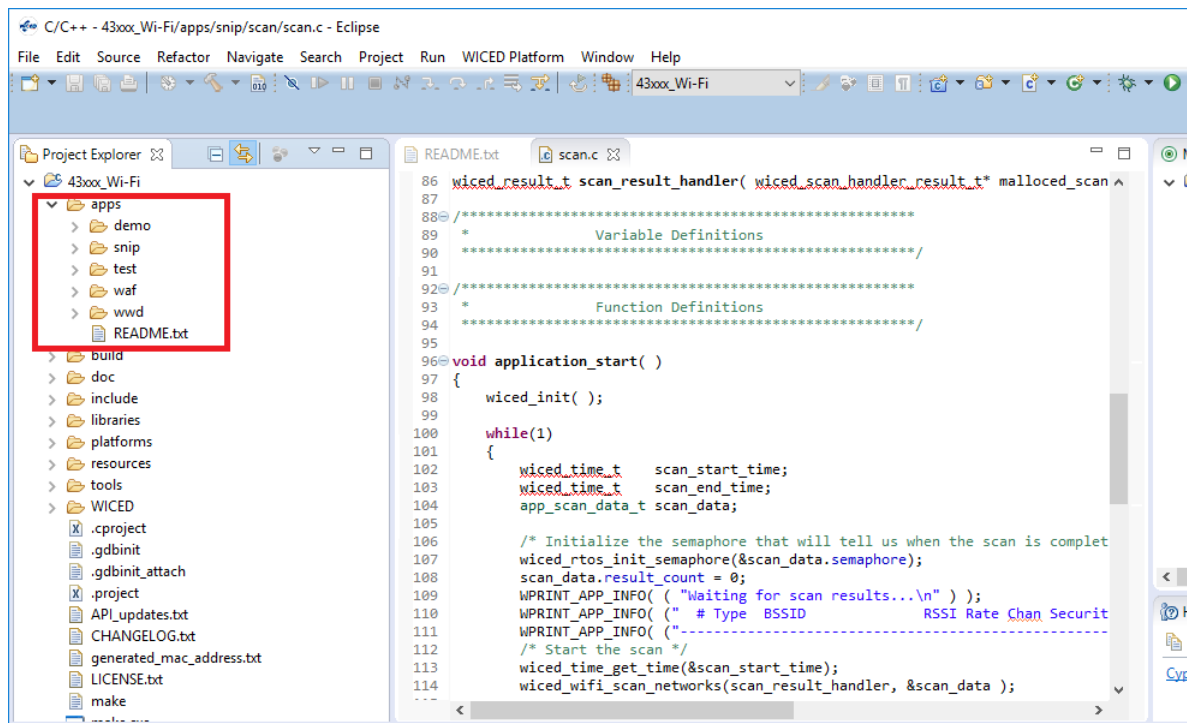 C/C++ - 43xxx_Wi-Fi/apps/snip/scan/scan.c - Eclipse
File Edit Source Refactor Navigate Search Project Run WICED Platform Window Help
010 43xxx_Wi-Fi
Project Explorer
43xxx_Wi-Fi
apps
demo
snip
test
waf
wwd
README.txt
build
doc
include
libraries
platforms
resources
tools
WICED
.cproject
.gdbinit
.gdbinit_attach
.project
API_updates.txt
CHANGELOG.txt
generated_mac_address.txt
LICENSE.txt
make
README.txt scan.c
86 wiced_result_t scan_result_handler( wiced_scan_handler_result_t* malloced_scan
87
88 /******************************************************
89 * Variable Definitions
90 ******************************************************/
91
92 /******************************************************
93 * Function Definitions
94 ******************************************************/
95
96 void application_start( )
97 {
98 wiced_init( );
99
100 while(1)
101 {
102 wiced_time_t scan_start_time;
103 wiced_time_t scan_end_time;
104 app_scan_data_t scan_data;
105
106 /* Initialize the semaphore that will tell us when the scan is complet
107 wiced_rtos_init_semaphore(&scan_data.semaphore);
108 scan_data.result_count = 0;
109 WPRINT_APP_INFO( ( "Waiting for scan results...\n" ) );
110 WPRINT_APP_INFO( (" # Type BSSID RSSI Rate Chan Securit
111 WPRINT_APP_INFO( ("----------------------------------------------------
112 /* Start the scan */
113 wiced_time_get_time(&scan_start_time);
114 wiced_wifi_scan_networks(scan_result_handler, &scan_data );
Cyp